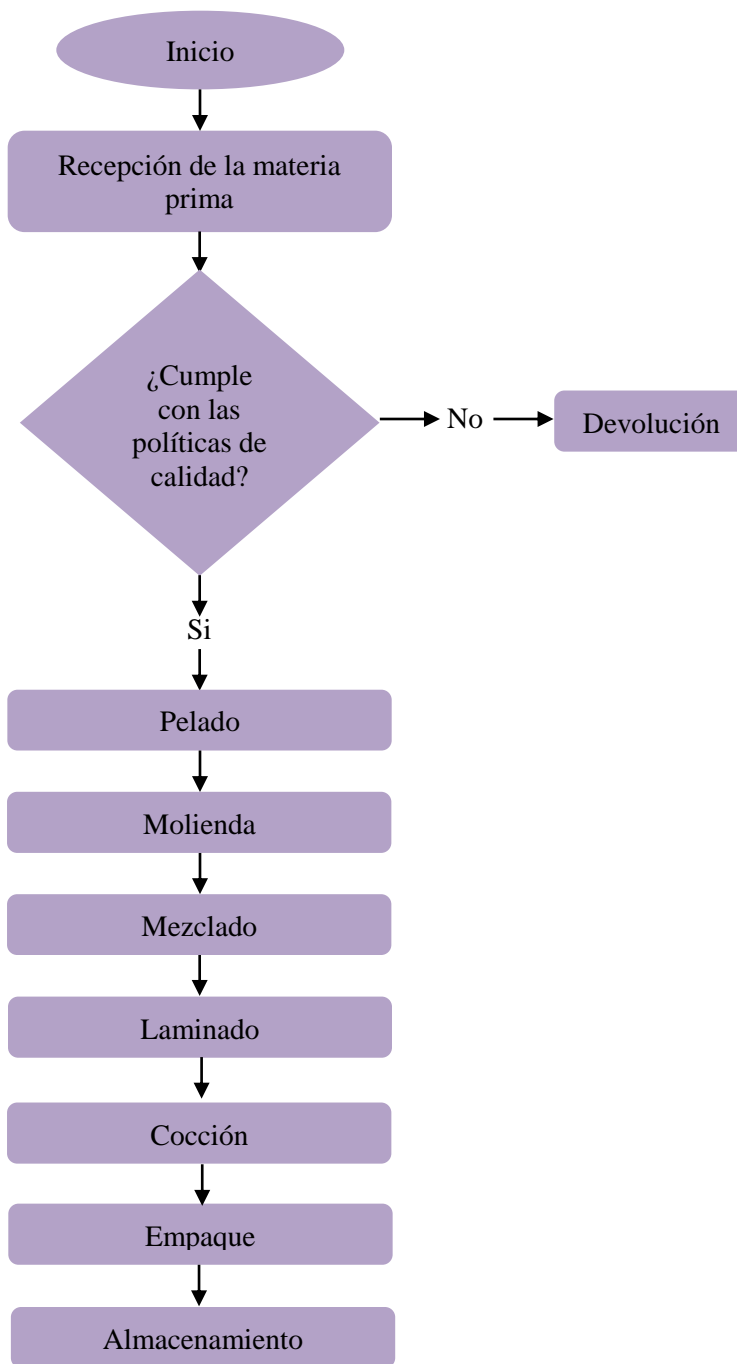 Inicio
Recepción de la materia
prima
¿Cumple
con las
políticas de
calidad?
No
Devolución
Si
Pelado
Molienda
Mezclado
Laminado
Cocción
Empaque
Almacenamiento